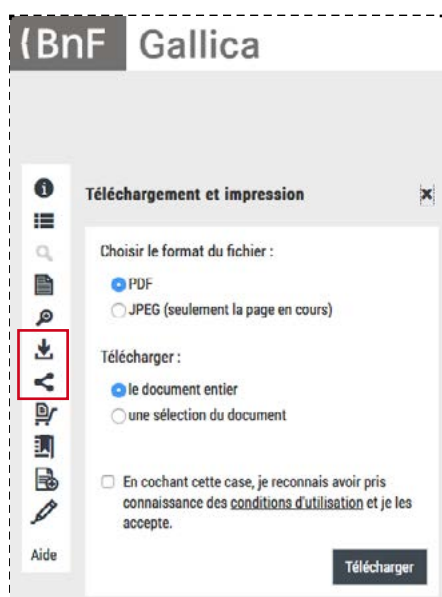 {BnF Gallica
Téléchargement et impression
Choisir le format du fichier :
PDF
JPEG (seulement la page en cours)
Télécharger :
le document entier
une sélection du document
En cochant cette case, je reconnais avoir pris
connaissance des conditions d'utilisation et je les
accepte.
Aide
Télécharger